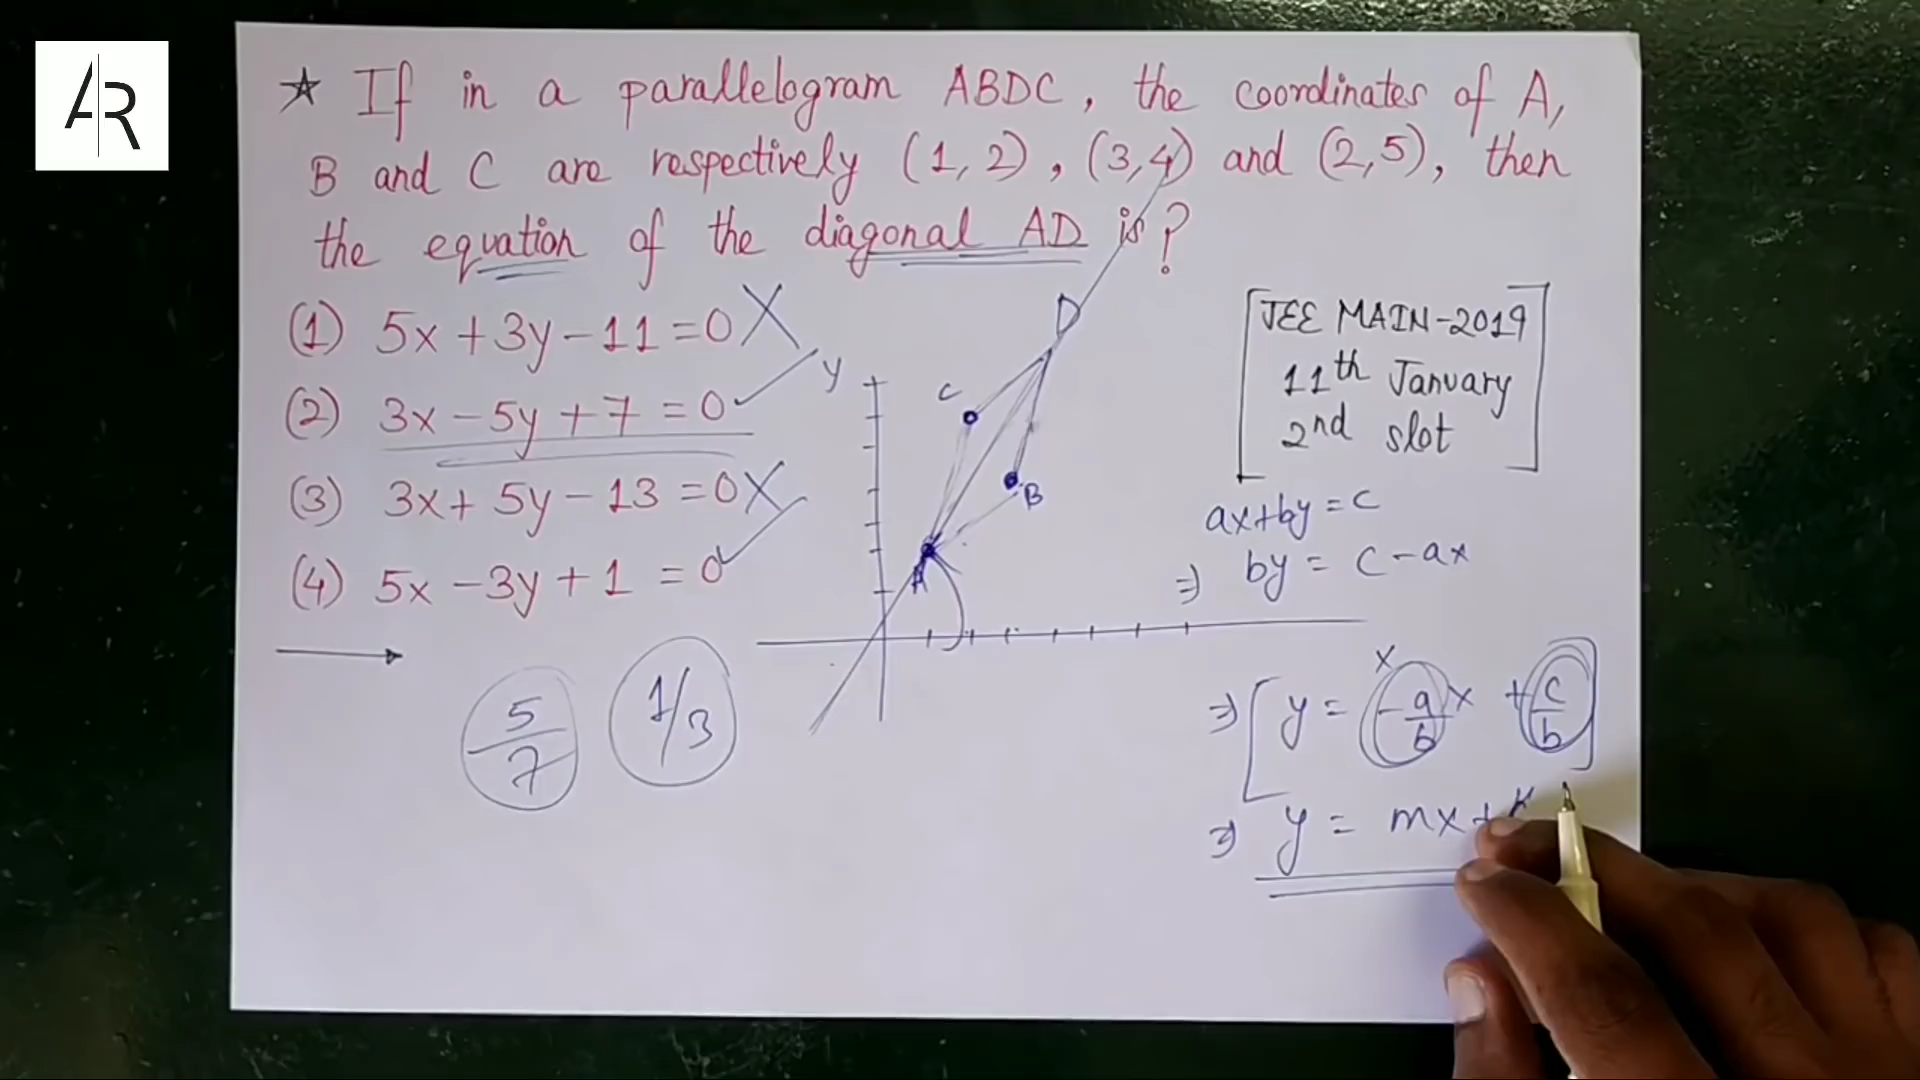 AR
☆ If in a parallelogram ABDC, the coordinates of A,
B and C are respectively (1, 2), (3,4) and (2,5), then
the equation of the diagonal AD is?
(1) 5x + 3y - 11 = 0 X
(2) 3x - 5y + 7 = 0 ✓
(3) 3x + 5y - 13 = 0 X
(4) 5x - 3y + 1 = 0 ✓
y
D
C
B
A
[JEE MAIN-2019
11th January
2nd slot]
ax+by = c
⇒ by = c - ax
x
⇒ [y = -a/b x + c/b]
⇒ y = mx+k
5/7
1/3